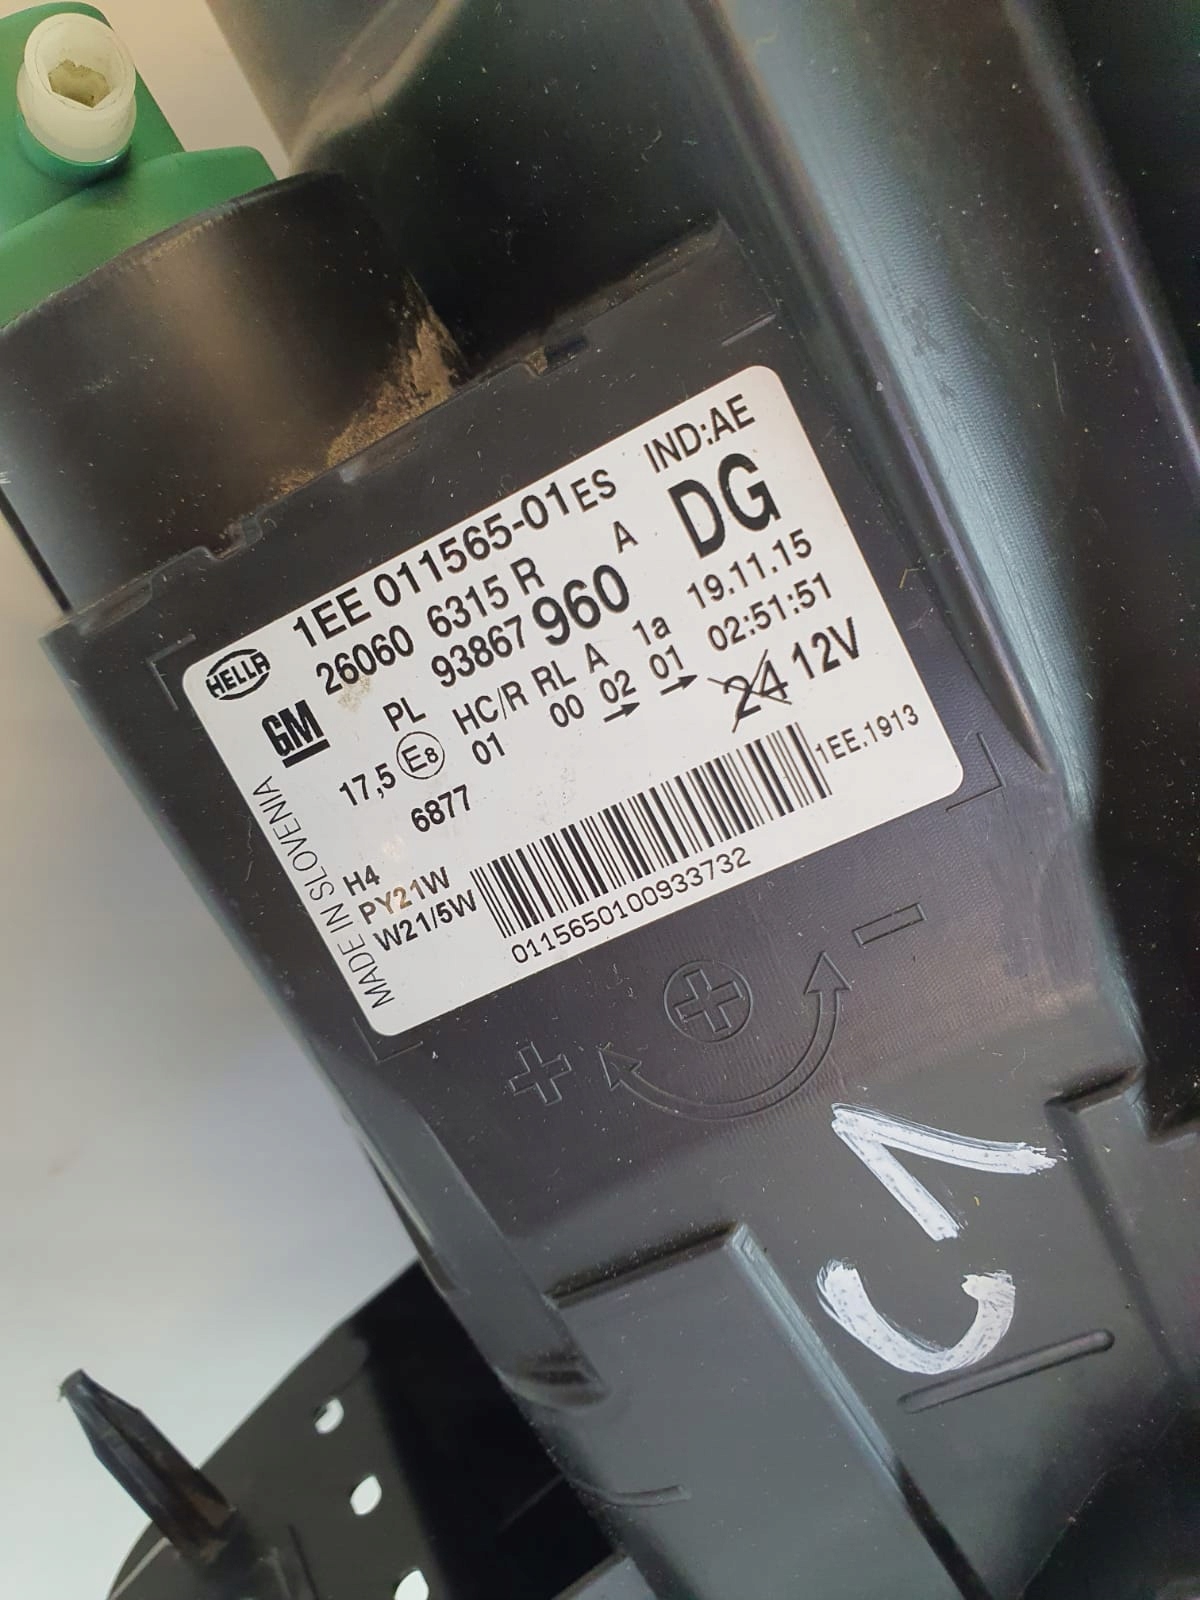 1EE 011565-01 ES IND:AE
HELLA
26060 6315 R A DG
GM
93867 960 19.11.15
PL HC/R RL A 1a 02:51:51
17,5 E8 01 00 02 01 24 12V
6877
1EE.1913
MADE IN SLOVENIA
H4
PY21W
W21/5W
0115650100933732